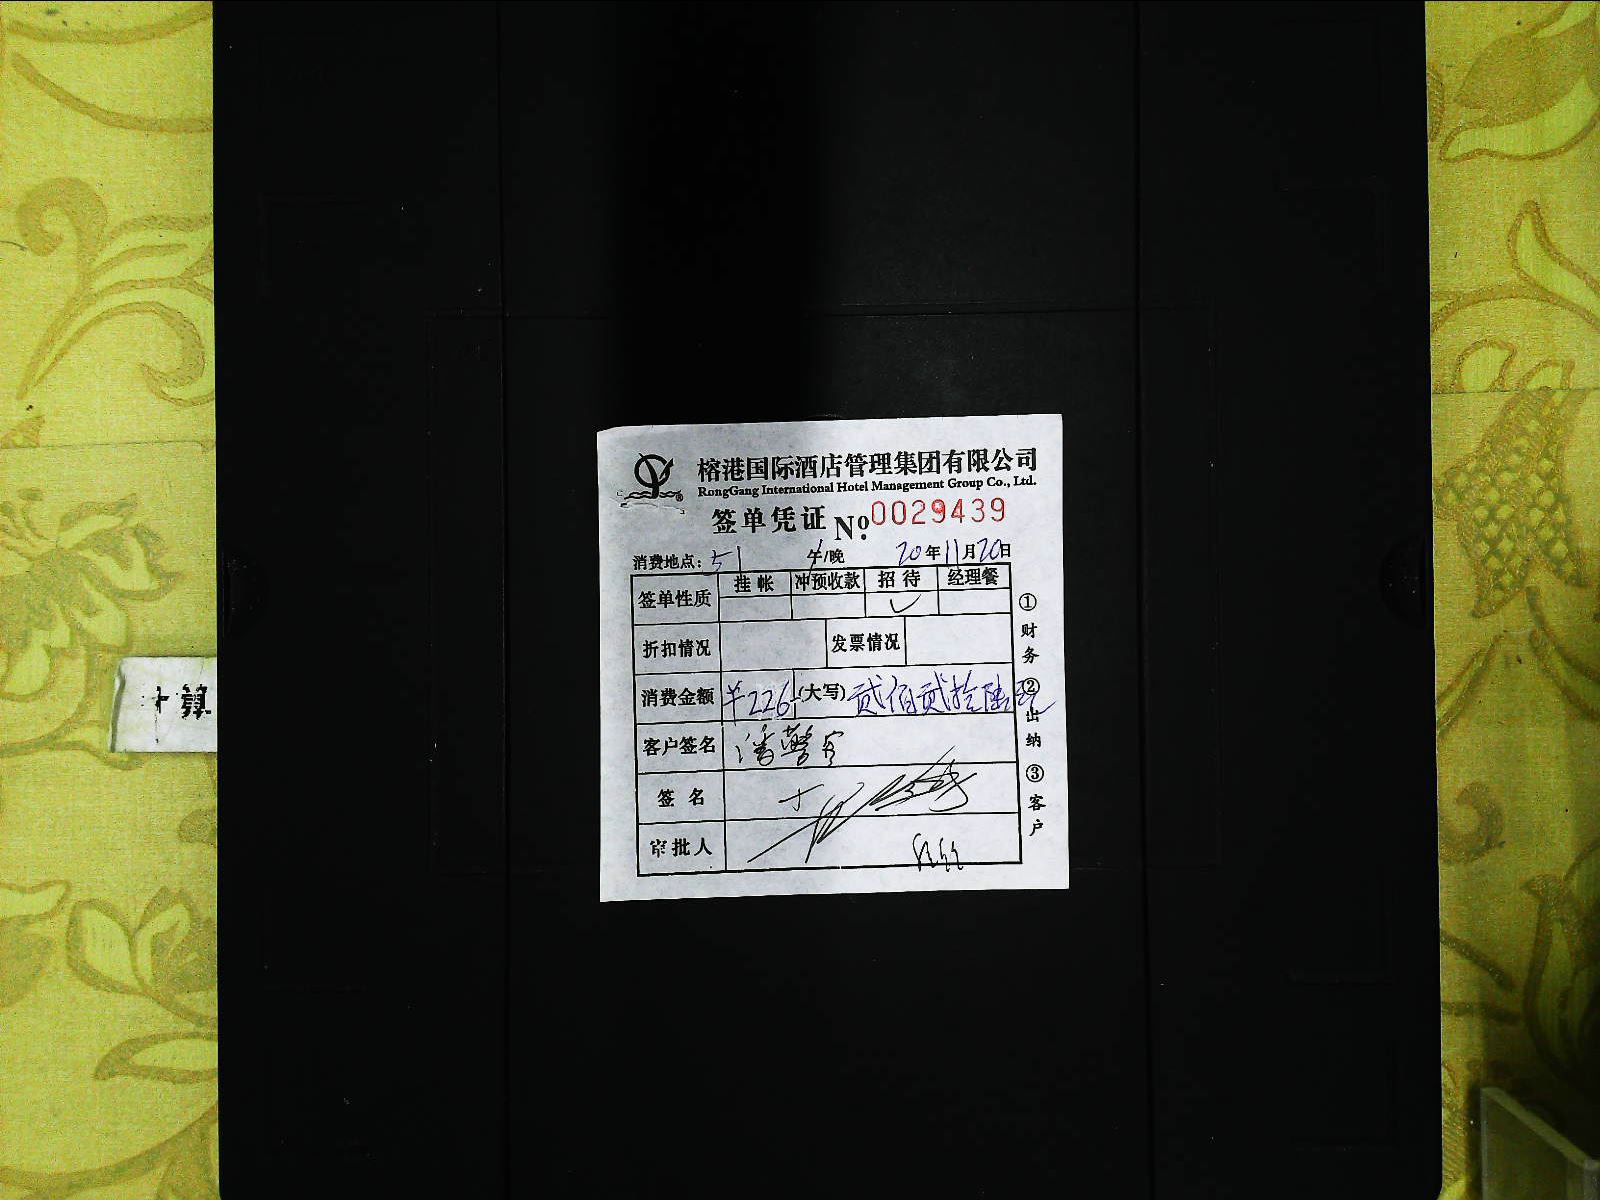 榕港国际酒店管理集团有限公司
RongGang International Hotel Management Group Co., Ltd.
签单凭证 Nº. 0029439
消费地点: 51 午/晚 20年11月20日
签单性质 挂帐 冲预收款 招待 ✓ 经理餐
折扣情况 发票情况
消费金额 ¥226 (大写) 贰佰贰拾陆元
客户签名 潘
签名
审批人
①财务 ②出纳 ③客户